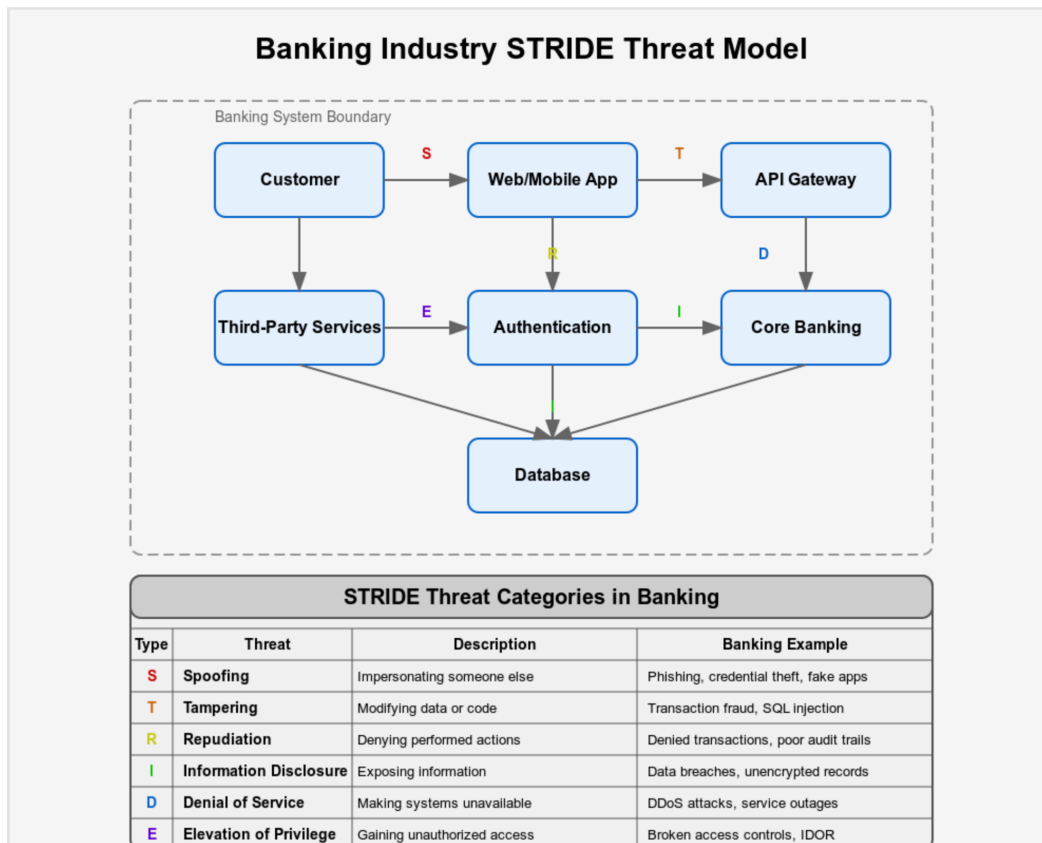 Banking Industry STRIDE Threat Model
Banking System Boundary
S
T
Customer
Web/Mobile App
API Gateway
R
D
E
I
Third-Party Services
Authentication
Core Banking
I
Database
STRIDE Threat Categories in Banking
Type Threat Description Banking Example
S Spoofing Impersonating someone else Phishing, credential theft, fake apps
T Tampering Modifying data or code Transaction fraud, SQL injection
R Repudiation Denying performed actions Denied transactions, poor audit trails
I Information Disclosure Exposing information Data breaches, unencrypted records
D Denial of Service Making systems unavailable DDoS attacks, service outages
E Elevation of Privilege Gaining unauthorized access Broken access controls, IDOR